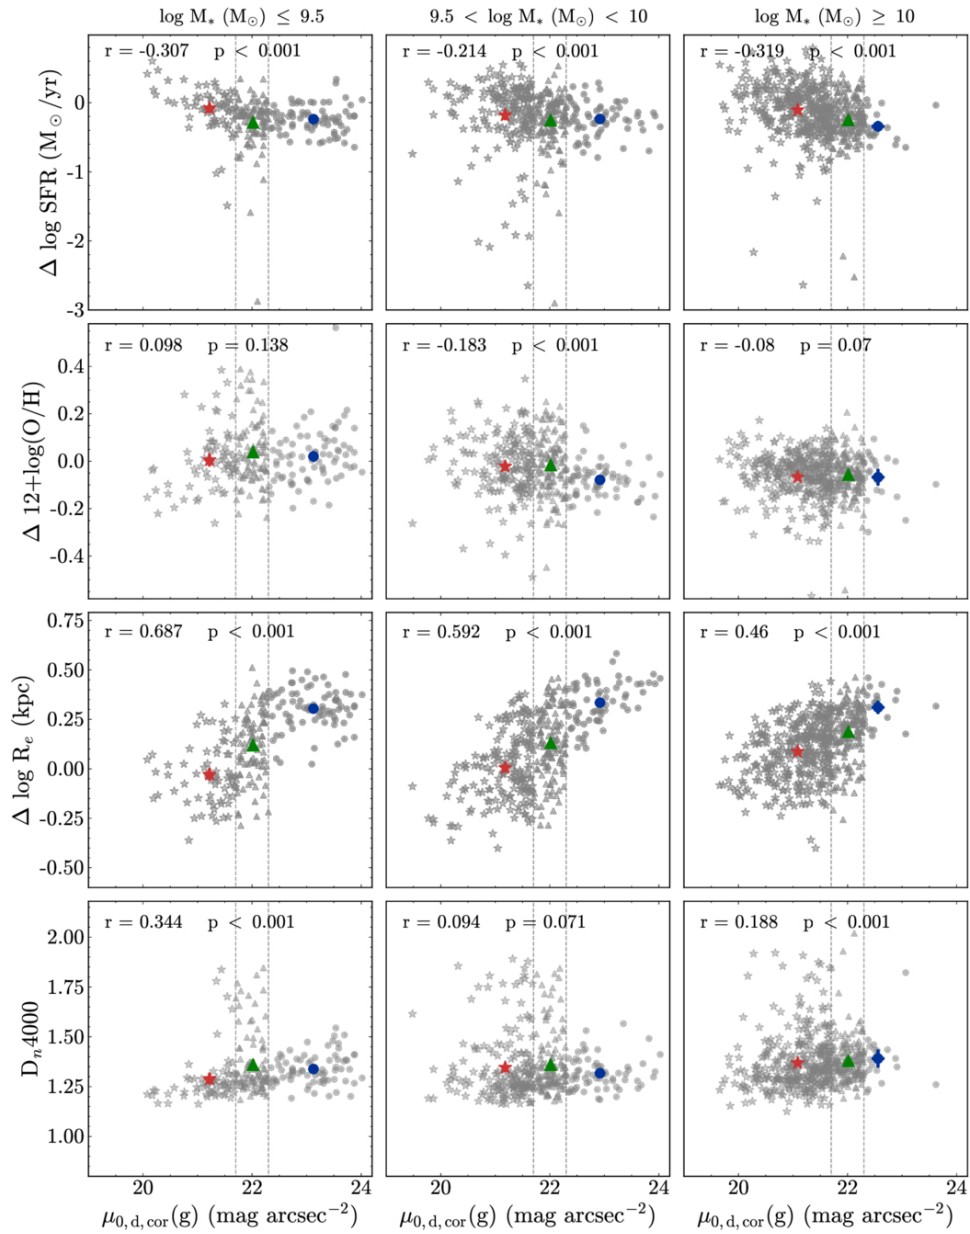 log M* (M⊙) ≤ 9.5
9.5 < log M* (M⊙) < 10
log M* (M⊙) ≥ 10
Δ log SFR (M⊙/yr)
0
-1
-2
-3
r = -0.307 p < 0.001
r = -0.214 p < 0.001
r = -0.319 p < 0.001
Δ 12+log(O/H)
0.4
0.2
0.0
-0.2
-0.4
r = 0.098 p = 0.138
r = -0.183 p < 0.001
r = -0.08 p = 0.07
Δ log Re (kpc)
0.75
0.50
0.25
0.00
-0.25
-0.50
r = 0.687 p < 0.001
r = 0.592 p < 0.001
r = 0.46 p < 0.001
Dn4000
2.00
1.75
1.50
1.25
1.00
r = 0.344 p < 0.001
r = 0.094 p = 0.071
r = 0.188 p < 0.001
20 22 24
20 22 24
20 22 24
μ0,d,cor(g) (mag arcsec−2)
μ0,d,cor(g) (mag arcsec−2)
μ0,d,cor(g) (mag arcsec−2)